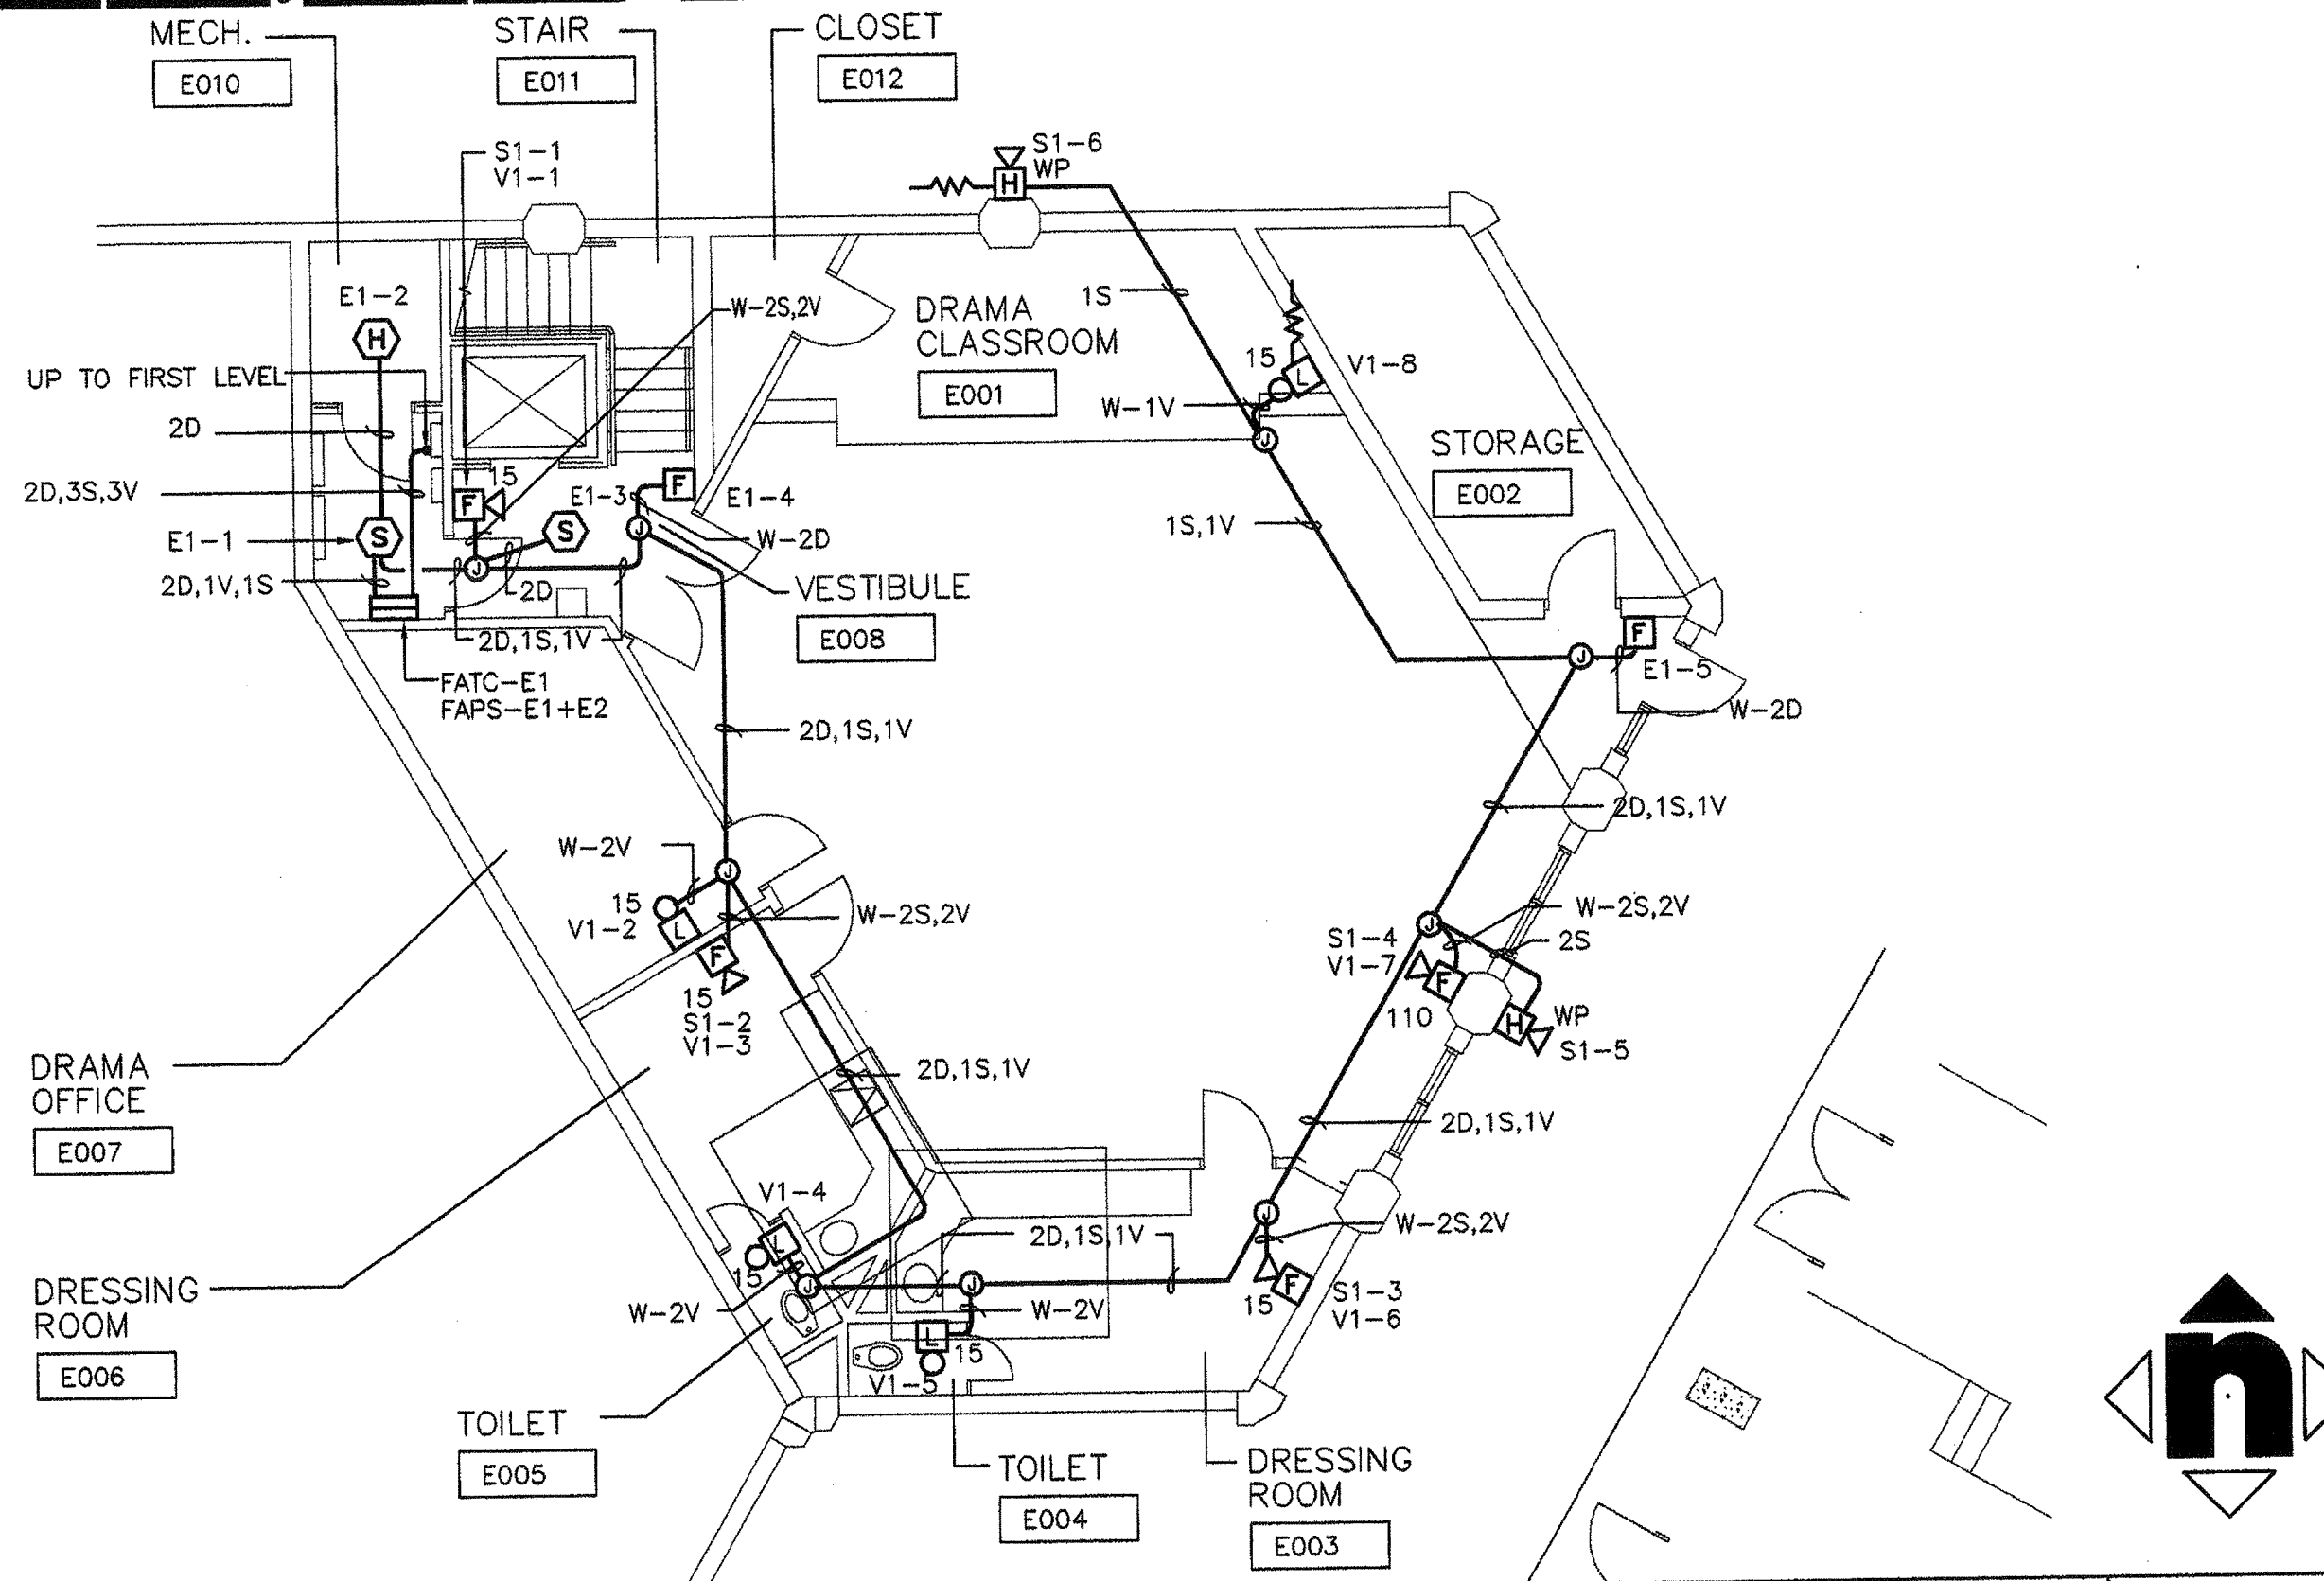 MECH.
E010
STAIR
E011
CLOSET
E012
S1-1
V1-1
S1-6
WP
H
E1-2
H
W-2S,2V
DRAMA
CLASSROOM
E001
1S
15
L
V1-8
UP TO FIRST LEVEL
2D
W-1V
J
STORAGE
E002
2D,3S,3V
15
F
E1-3
F
E1-4
1S,1V
E1-1
S
S
J
W-2D
J
2D,1V,1S
2D
VESTIBULE
E008
2D,1S,1V
F
J
E1-5
W-2D
FATC-E1
FAPS-E1+E2
2D,1S,1V
2D,1S,1V
W-2V
J
15
V1-2
L
W-2S,2V
F
15
S1-2
V1-3
W-2S,2V
J
2S
S1-4
V1-7
F
110
H
WP
S1-5
DRAMA
OFFICE
E007
2D,1S,1V
2D,1S,1V
V1-4
L
15
J
2D,1S,1V
J
J
W-2S,2V
W-2V
W-2V
F
15
S1-3
V1-6
L
15
V1-5
DRESSING
ROOM
E006
TOILET
E005
TOILET
E004
DRESSING
ROOM
E003
n